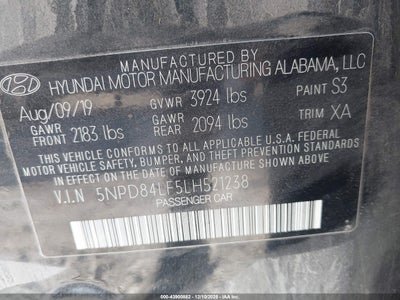 MANUFACTURED BY
HYUNDAI MOTOR MANUFACTURING ALABAMA, LLC
Aug/09/19 GVWR 3924 lbs PAINT S3
GAWR FRONT 2183 lbs GAWR REAR 2094 lbs TRIM XA
THIS VEHICLE CONFORMS TO ALL APPLICABLE U.S.A. FEDERAL
MOTOR VEHICLE SAFETY, BUMPER, AND THEFT PREVENTION STANDARDS
IN EFFECT ON THE DATE OF MANUFACTURE SHOWN ABOVE.
V.I.N 5NPD84LF5LH521238
PASSENGER CAR